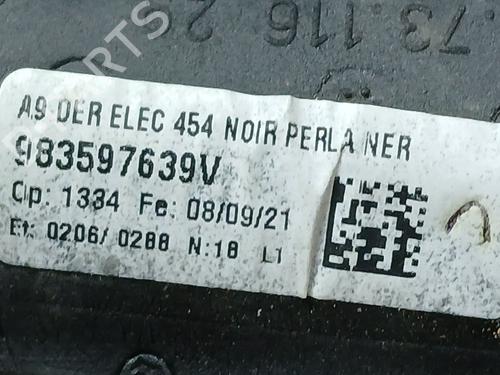 .73.116 2
A9 DER ELEC 454 NOIR PERLA NER
983597639V
Op: 1334 Fe: 08/09/21
Et: 0206/ 0288 N:18 L1